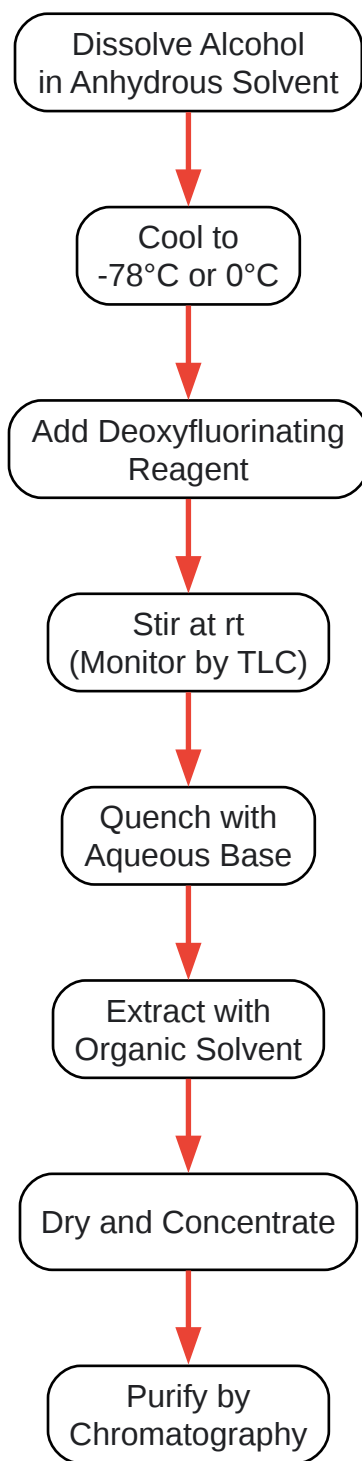 Dissolve Alcohol
in Anhydrous Solvent
Cool to
-78°C or 0°C
Add Deoxyfluorinating
Reagent
Stir at rt
(Monitor by TLC)
Quench with
Aqueous Base
Extract with
Organic Solvent
Dry and Concentrate
Purify by
Chromatography